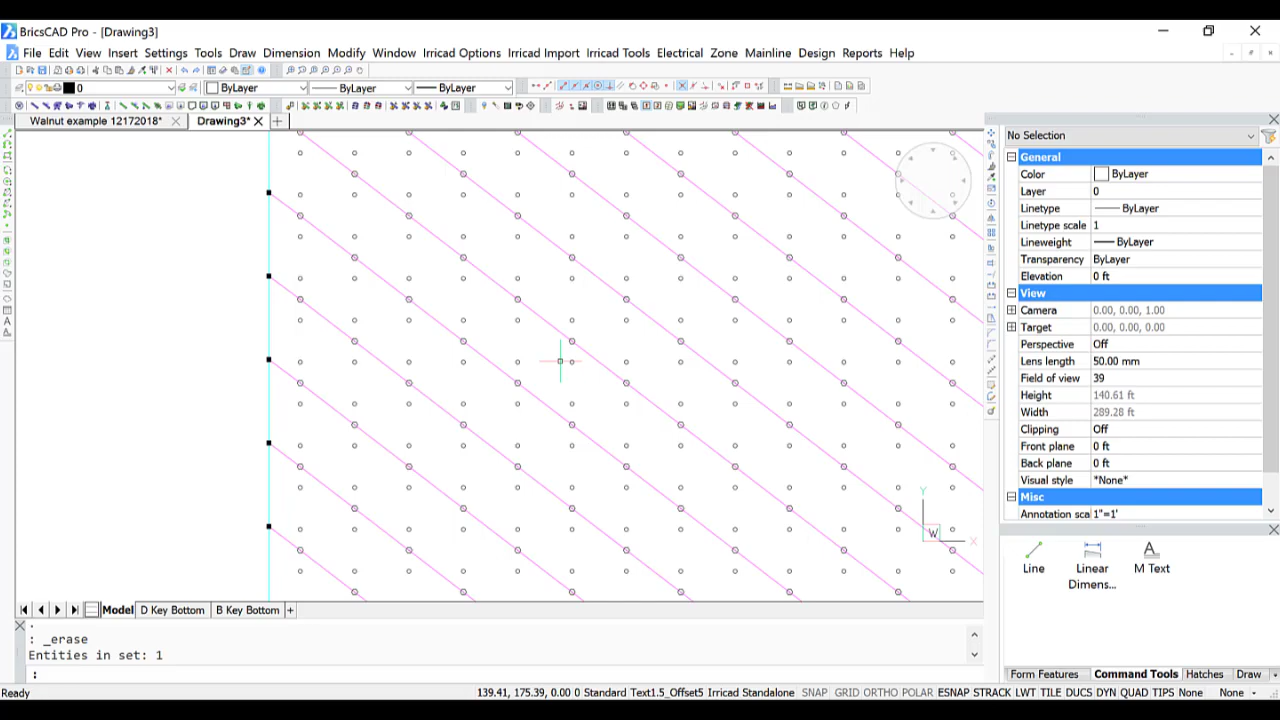 BricsCAD Pro - [Drawing3]
File Edit View Insert Settings Tools Draw Dimension Modify Window Irricad Options Irricad Import Irricad Tools Electrical Zone Mainline Design Reports Help
0 ByLayer ByLayer ByLayer
Walnut example 12172018* Drawing3*
No Selection
General
Color ByLayer
Layer 0
Linetype ByLayer
Linetype scale 1
Lineweight ByLayer
Transparency ByLayer
Elevation 0 ft
View
Camera 0.00, 0.00, 1.00
Target 0.00, 0.00, 0.00
Perspective Off
Lens length 50.00 mm
Field of view 39
Height 140.61 ft
Width 289.28 ft
Clipping Off
Front plane 0 ft
Back plane 0 ft
Visual style *None*
Misc
Annotation sca 1"=1'
Y
W X
Line Linear Dimens... M Text
Model D Key Bottom B Key Bottom
: _erase
Entities in set: 1
:
Form Features Command Tools Hatches Draw
Ready 139.41, 175.39, 0.00 0 Standard Text1.5_Offset5 Irricad Standalone SNAP GRID ORTHO POLAR ESNAP STRACK LWT TILE DUCS DYN QUAD TIPS None None